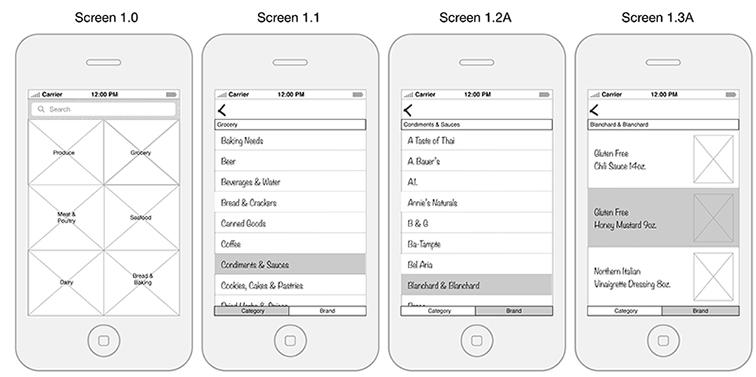 Screen 1.0
Carrier 12:00 PM
Search
Produce
Grocery
Meat &
Poultry
Seafood
Dairy
Bread &
Baking
Screen 1.1
Carrier 12:00 PM
Grocery
Baking Needs
Beer
Beverages & Water
Bread & Crackers
Canned Goods
Coffee
Condiments & Sauces
Cookies, Cakes & Pastries
Dried Herbs & Spices
Category Brand
Screen 1.2A
Carrier 12:00 PM
Condiments & Sauces
A Taste of Thai
A. Bauer's
A1.
Annie's Naturals
B & G
Ba-Tampte
Bel Aria
Blanchard & Blanchard
Category Brand
Screen 1.3A
Carrier 12:00 PM
Blanchard & Blanchard
Gluten Free
Chili Sauce 14oz.
Gluten Free
Honey Mustard 9oz.
Northern Italian
Vinaigrette Dressing 8oz.
Category Brand